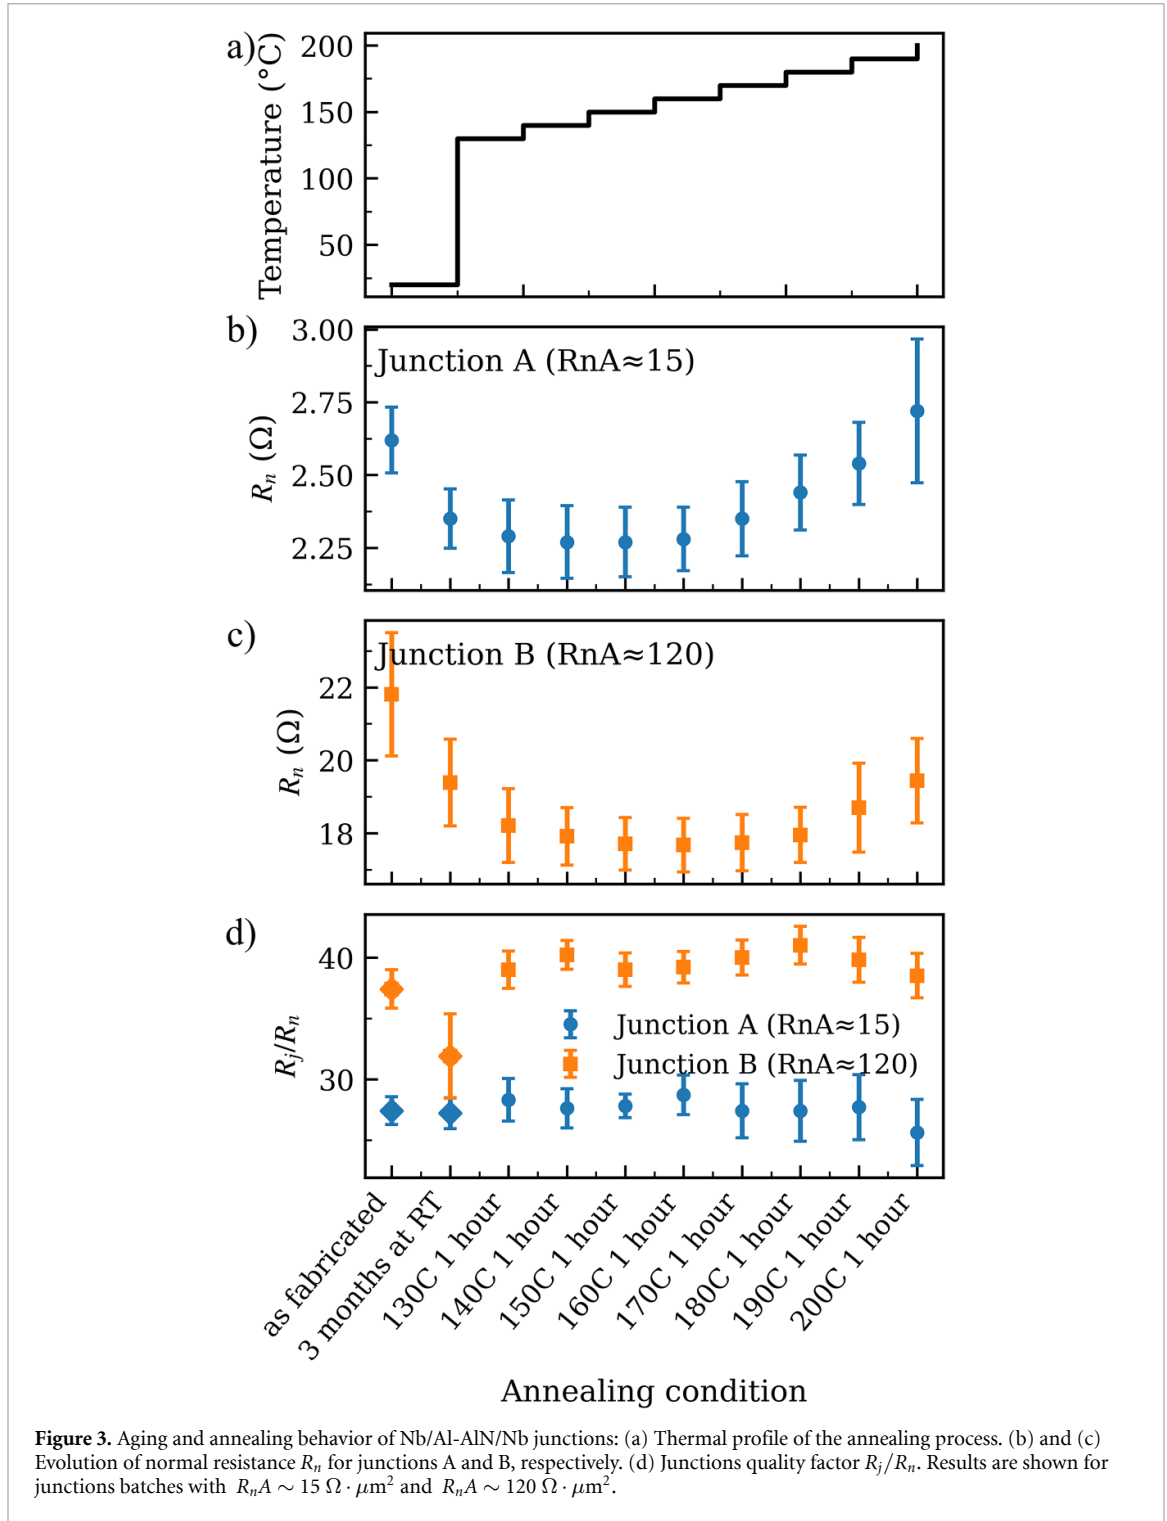 a)
Temperature (°C)
200
150
100
50
b)
3.00
2.75
2.50
2.25
Rₙ (Ω)
Junction A (RnA≈15)
c)
22
20
18
Rₙ (Ω)
Junction B (RnA≈120)
d)
40
30
Rⱼ/Rₙ
Junction A (RnA≈15)
Junction B (RnA≈120)
as fabricated
3 months at RT
130C 1 hour
140C 1 hour
150C 1 hour
160C 1 hour
170C 1 hour
180C 1 hour
190C 1 hour
200C 1 hour
Annealing condition
Figure 3. Aging and annealing behavior of Nb/Al-AlN/Nb junctions: (a) Thermal profile of the annealing process. (b) and (c)
Evolution of normal resistance Rₙ for junctions A and B, respectively. (d) Junctions quality factor Rⱼ/Rₙ. Results are shown for
junctions batches with RₙA ∼ 15 Ω · μm² and RₙA ∼ 120 Ω · μm².